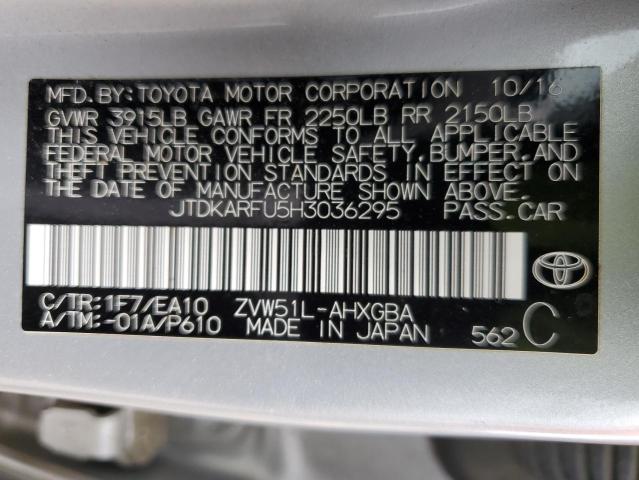 MFD.BY:TOYOTA MOTOR CORPORATION 10/16
GVWR 3915LB GAWR FR 2250LB RR 2150LB
THIS VEHICLE CONFORMS TO ALL APPLICABLE
FEDERAL MOTOR VEHICLE SAFETY,BUMPER,AND
THEFT PREVENTION STANDARDS IN EFFECT ON
THE DATE OF MANUFACTURE SHOWN ABOVE.
JTDKARFU5H3036295 PASS.CAR
C/TR:1F7/EA10 ZVW51L-AHXGBA
A/TM:-01A/P610 MADE IN JAPAN 562 C